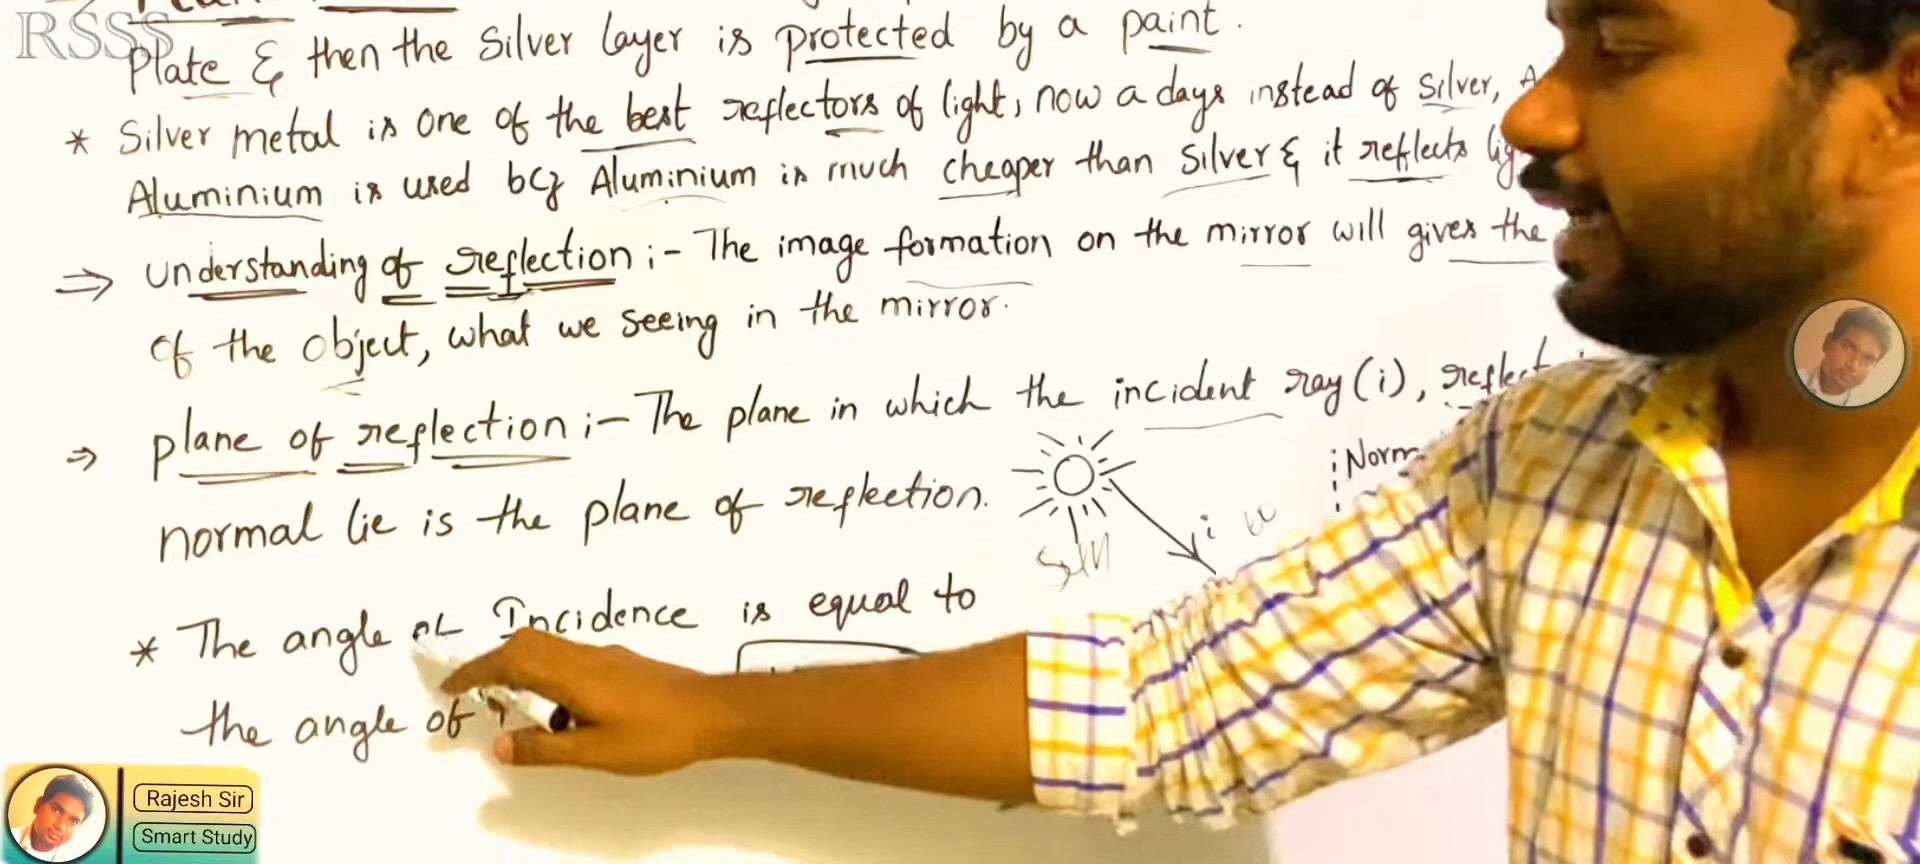 RSSS
Plate & then the Silver layer is protected by a paint.
* Silver metal is one of the best reflectors of light, now a days instead of silver,
Aluminium is used bcz Aluminium is much cheaper than Silver & it reflects
⇒ understanding of reflection :- The image formation on the mirror will gives the
of the object, what we seeing in the mirror.
⇒ plane of reflection :- The plane in which the incident ray (i), reflect
normal lie is the plane of reflection.
Norm
i 60
Sun
* The angle of Incidence is equal to
the angle of
Rajesh Sir
Smart Study